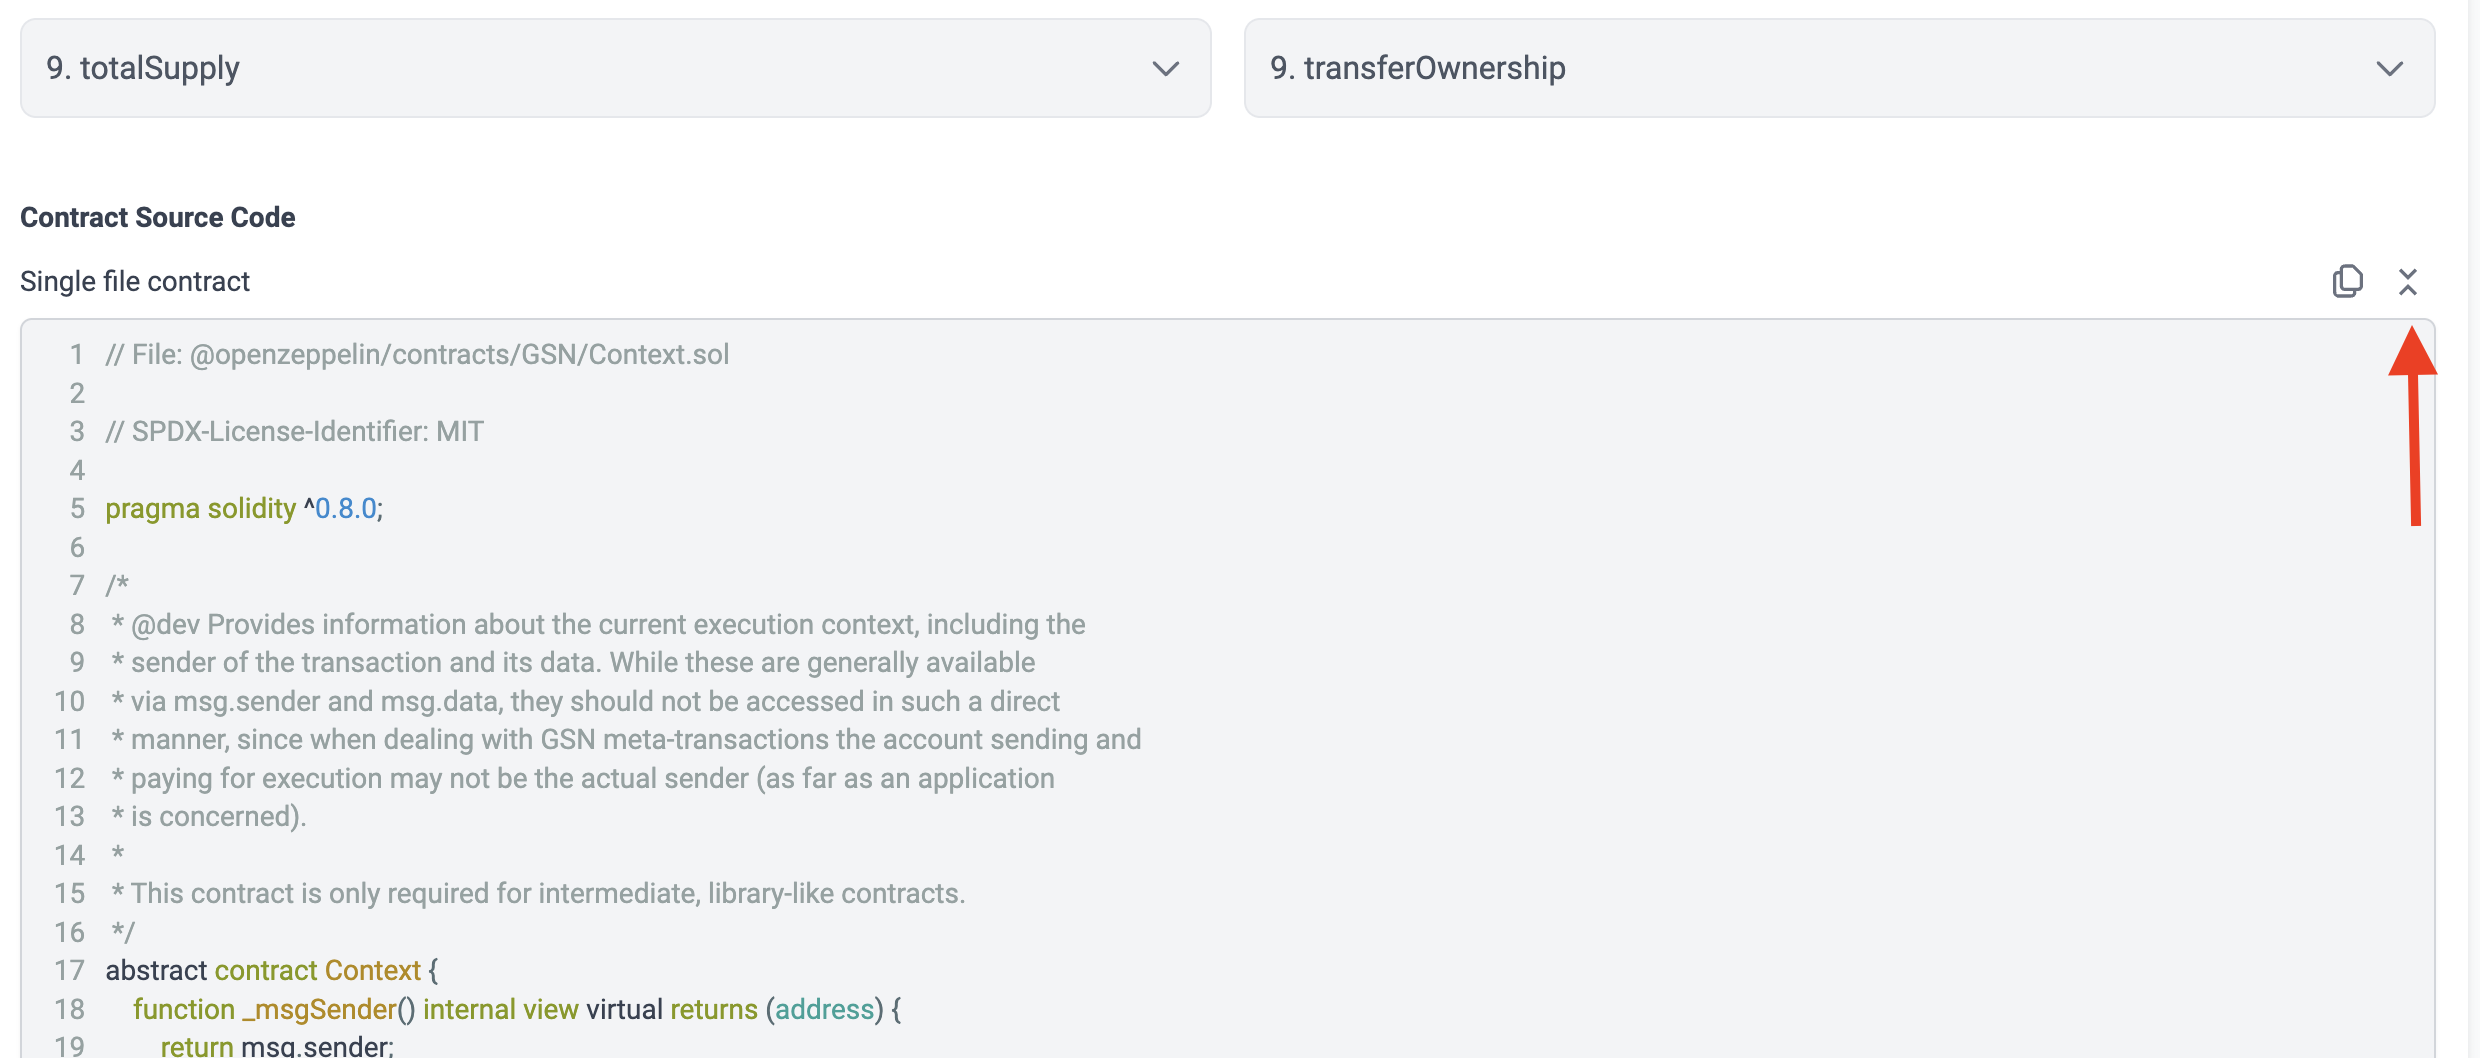 9. totalSupply
9. transferOwnership
Contract Source Code
Single file contract
1 // File: @openzeppelin/contracts/GSN/Context.sol
2
3 // SPDX-License-Identifier: MIT
4
5 pragma solidity ^0.8.0;
6
7 /*
8  * @dev Provides information about the current execution context, including the
9  * sender of the transaction and its data. While these are generally available
10  * via msg.sender and msg.data, they should not be accessed in such a direct
11  * manner, since when dealing with GSN meta-transactions the account sending and
12  * paying for execution may not be the actual sender (as far as an application
13  * is concerned).
14  *
15  * This contract is only required for intermediate, library-like contracts.
16  */
17 abstract contract Context {
18     function _msgSender() internal view virtual returns (address) {
19         return msg.sender;